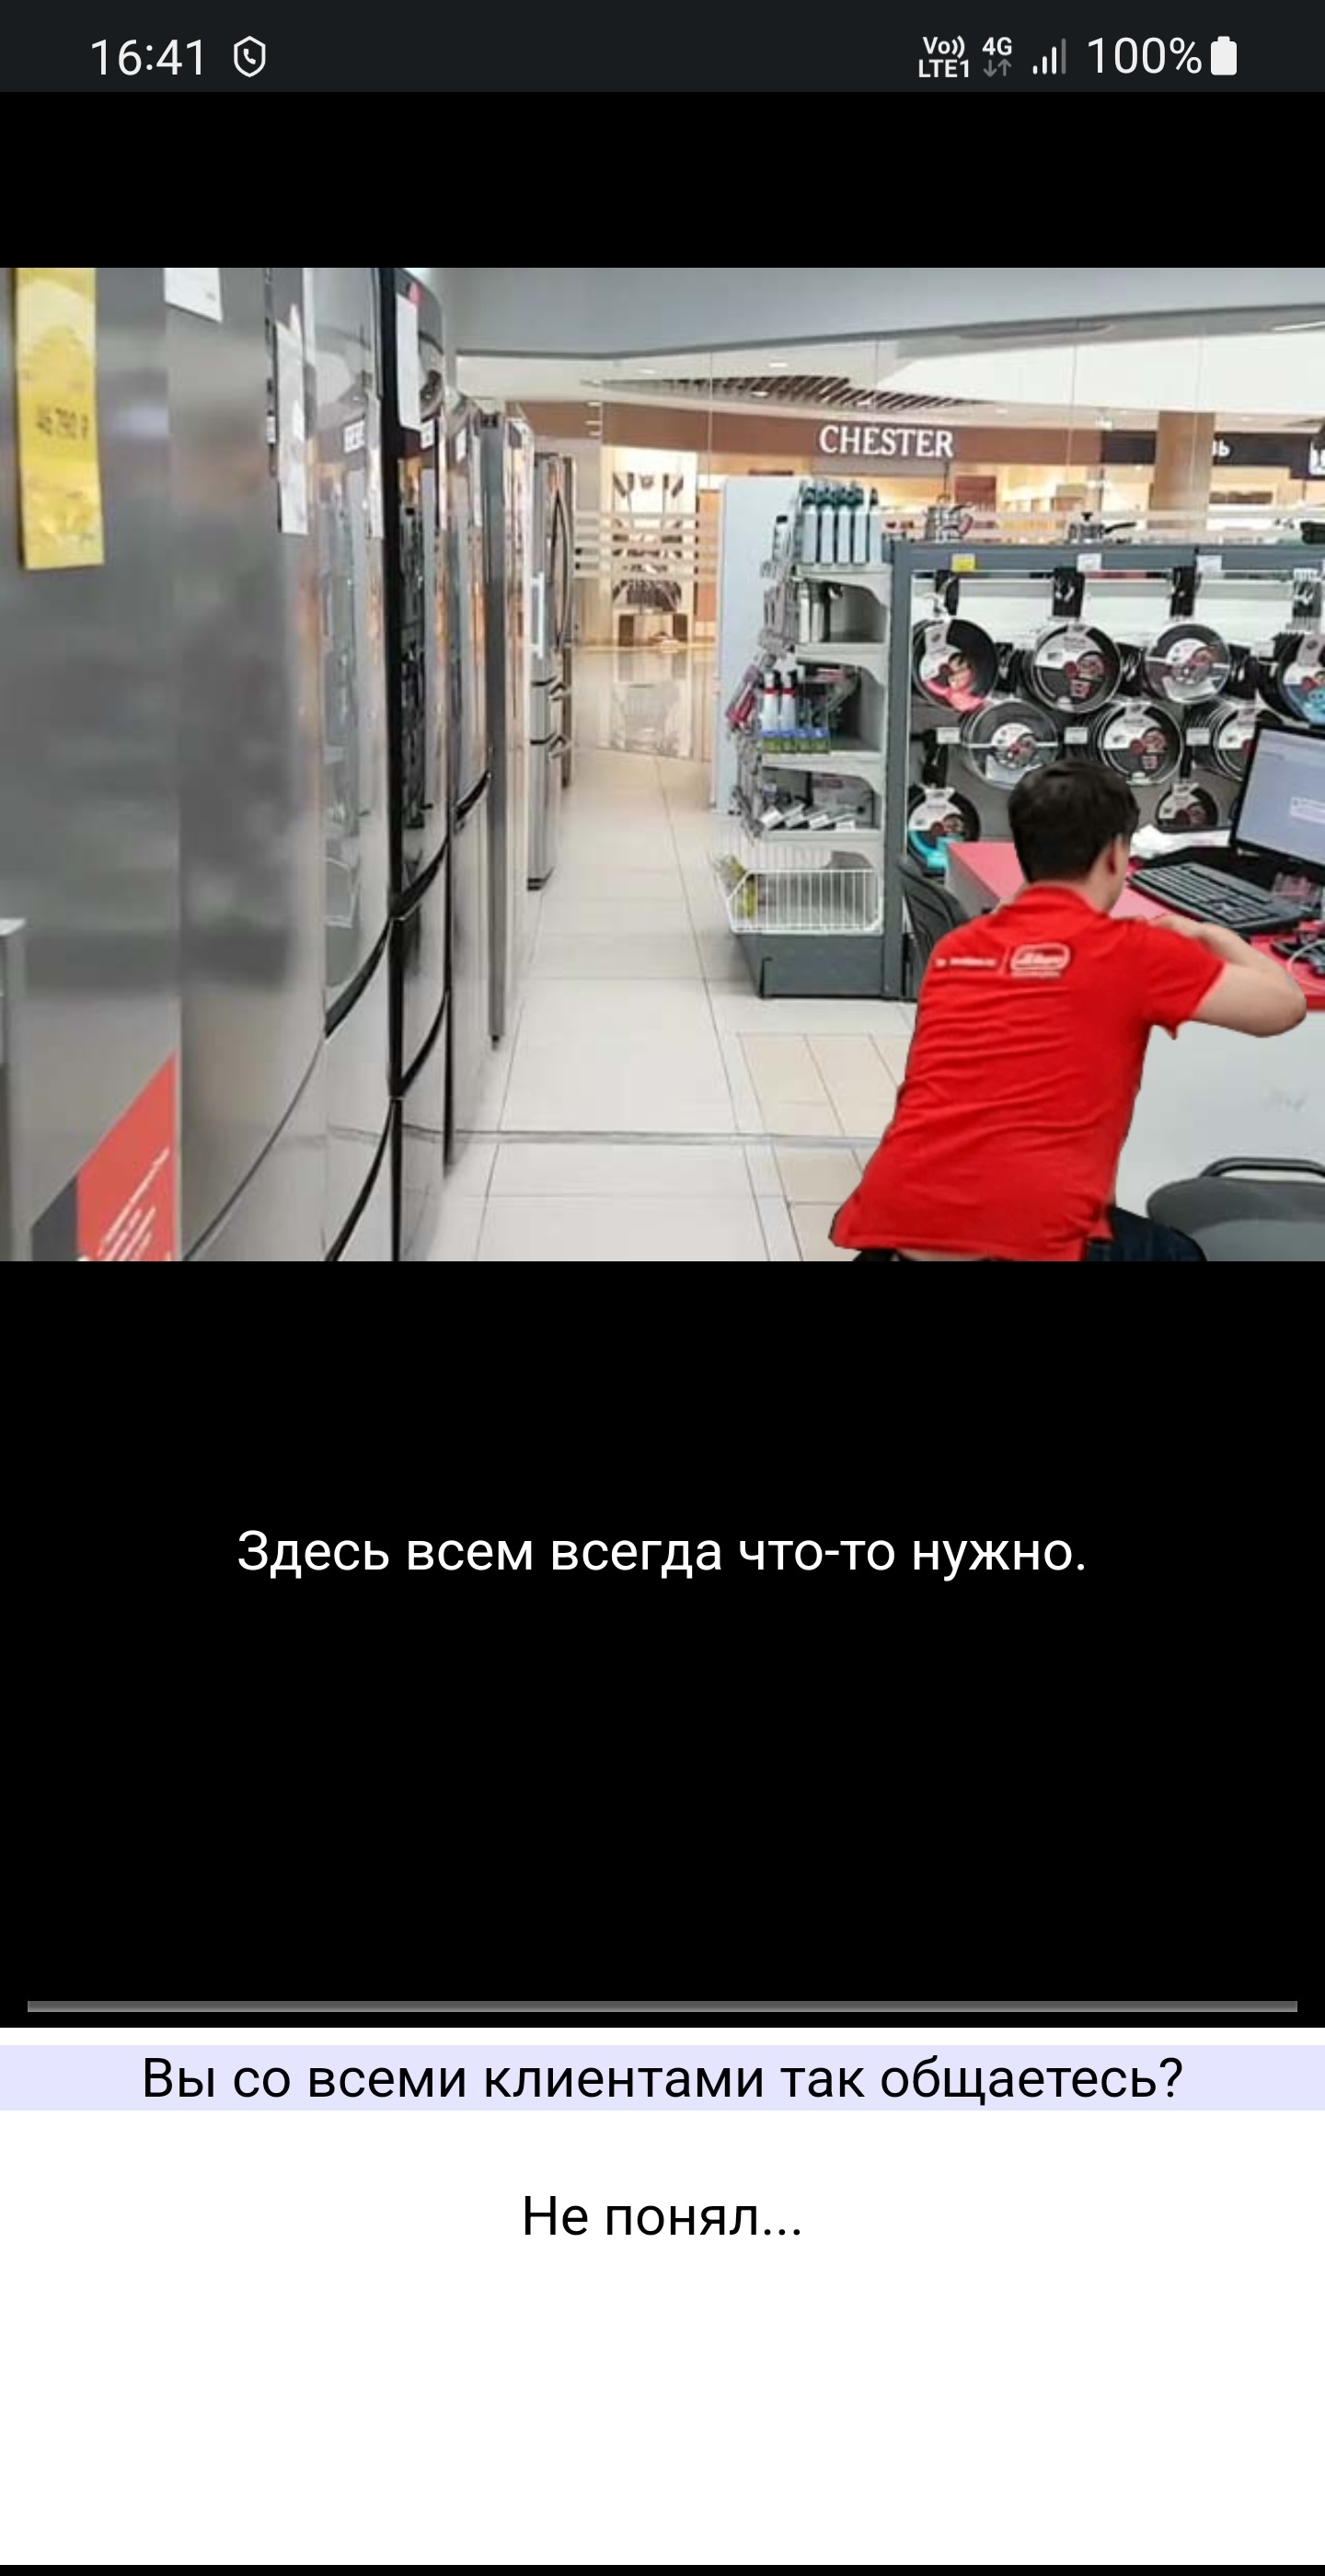 16:41
Vo)) 4G
LTE1
100%
CHESTER
Здесь всем всегда что-то нужно.
Вы со всеми клиентами так общаетесь?
Не понял...